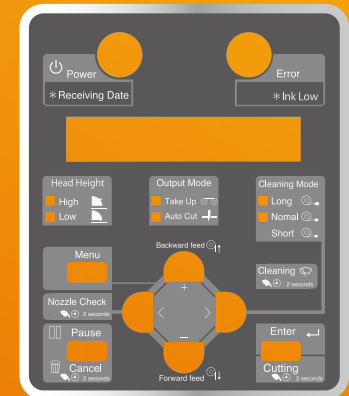 Power
Error
*Receiving Date
*Ink Low
Head Height
High
Low
Output Mode
Take Up
Auto Cut
Cleaning Mode
Long
Nomal
Short
Menu
Backward feed
Cleaning
2 seconds
Nozzle Check
2 seconds
+
−
Pause
Cancel
2 seconds
Forward feed
Enter
Cutting
2 seconds